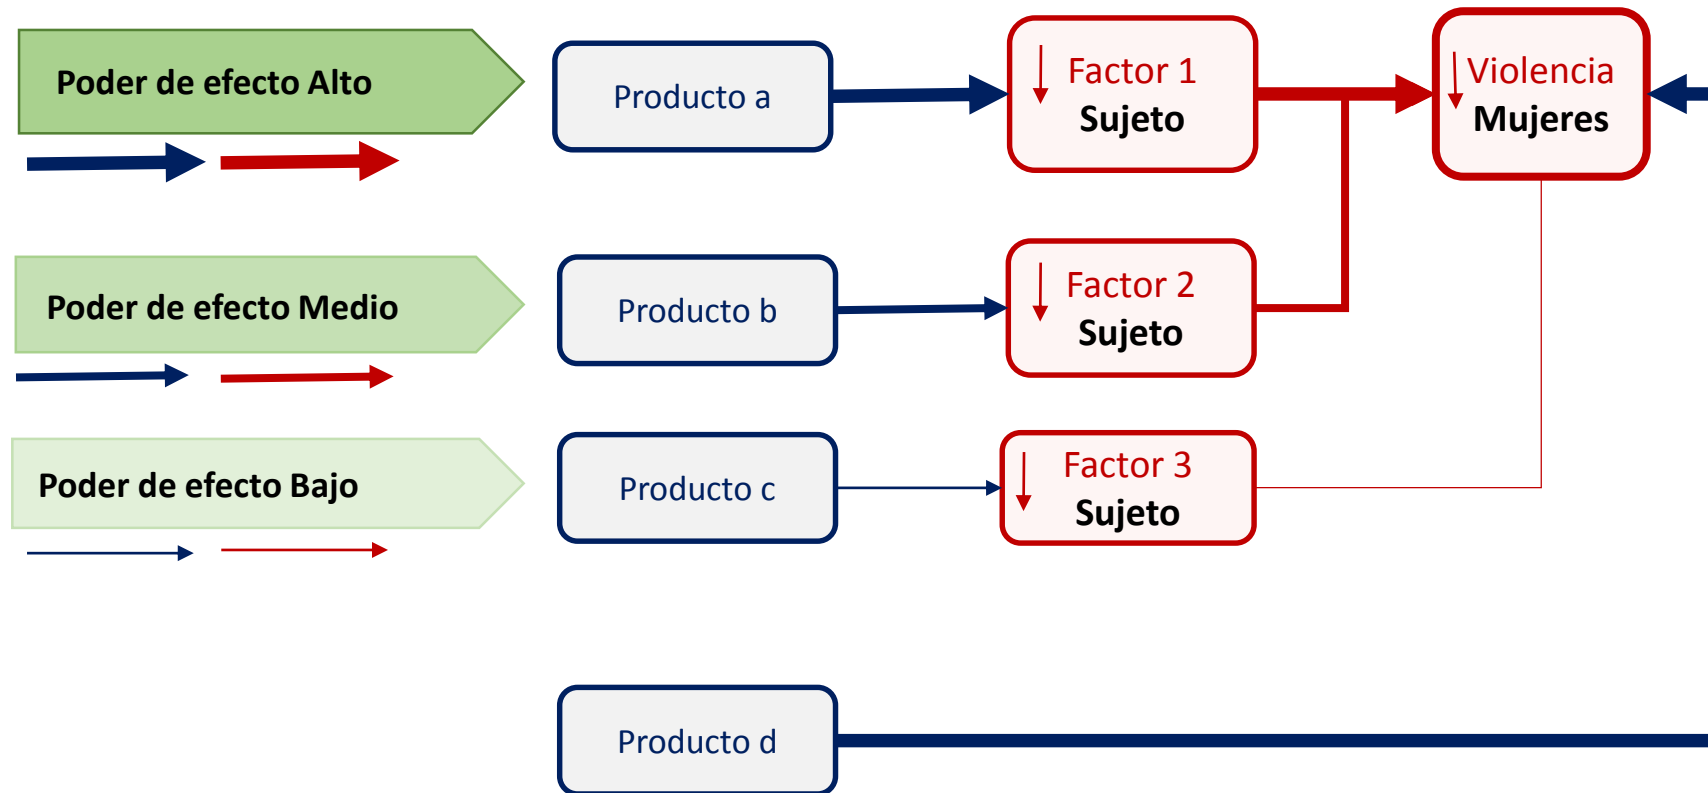 Poder de efecto Alto
Producto a
Factor 1
Sujeto
Violencia
Mujeres
Poder de efecto Medio
Producto b
Factor 2
Sujeto
Poder de efecto Bajo
Producto c
Factor 3
Sujeto
Producto d